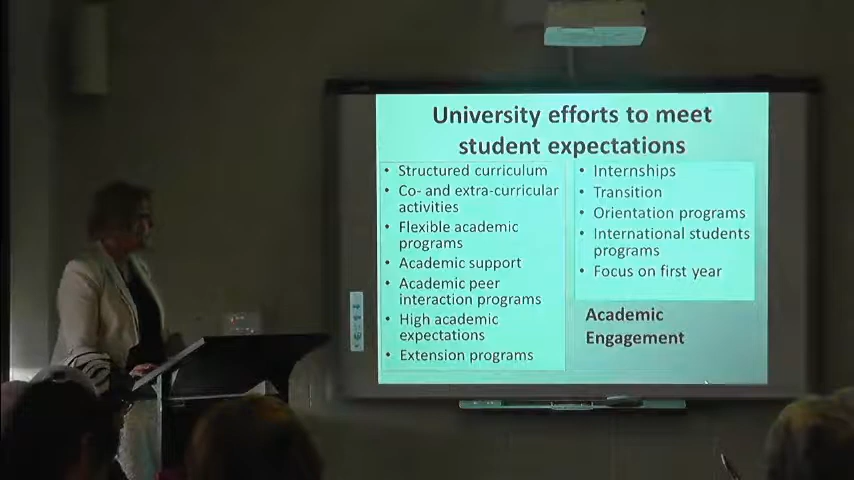 University efforts to meet
student expectations
• Structured curriculum
• Co- and extra-curricular
activities
• Flexible academic
programs
• Academic support
• Academic peer
interaction programs
• High academic
expectations
• Extension programs
• Internships
• Transition
• Orientation programs
• International students
programs
• Focus on first year
Academic
Engagement